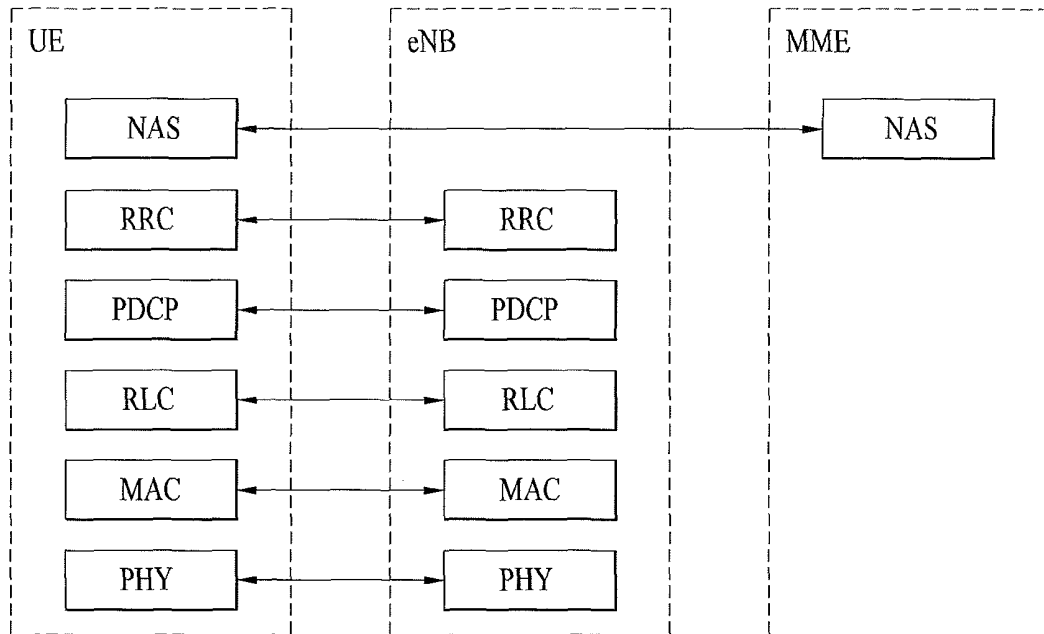 UE eNB MME
NAS NAS
RRC RRC
PDCP PDCP
RLC RLC
MAC MAC
PHY PHY